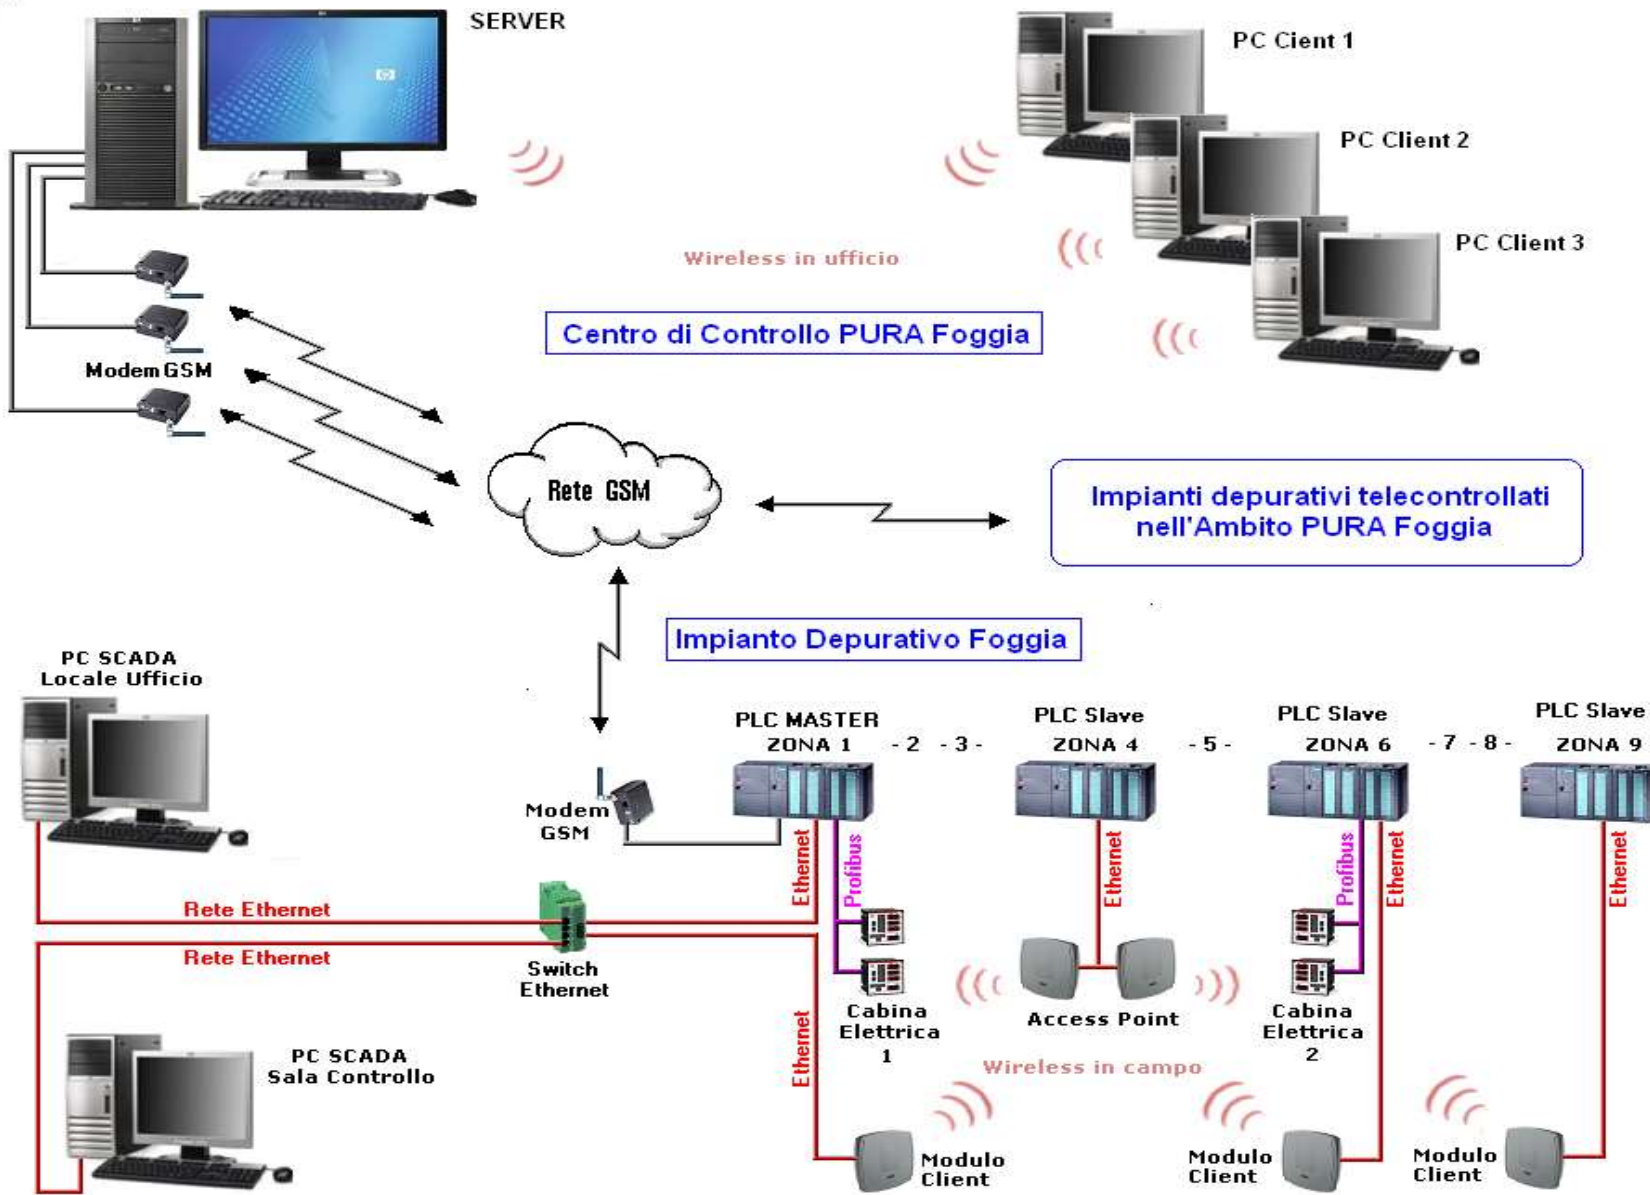 SERVER
PC Cient 1
PC Client 2
PC Client 3
Wireless in ufficio
Centro di Controllo PURA Foggia
Modem GSM
Rete GSM
Impianti depurativi telecontrollati
nell'Ambito PURA Foggia
Impianto Depurativo Foggia
PC SCADA
Locale Ufficio
PLC MASTER
ZONA 1
- 2 - 3 -
PLC Slave
ZONA 4
- 5 -
PLC Slave
ZONA 6
- 7 - 8 -
PLC Slave
ZONA 9
Modem
GSM
Ethernet
Profibus
Ethernet
Profibus
Ethernet
Ethernet
Rete Ethernet
Rete Ethernet
Switch
Ethernet
Cabina
Elettrica
1
Access Point
Cabina
Elettrica
2
Ethernet
Wireless in campo
PC SCADA
Sala Controllo
Modulo
Client
Modulo
Client
Modulo
Client